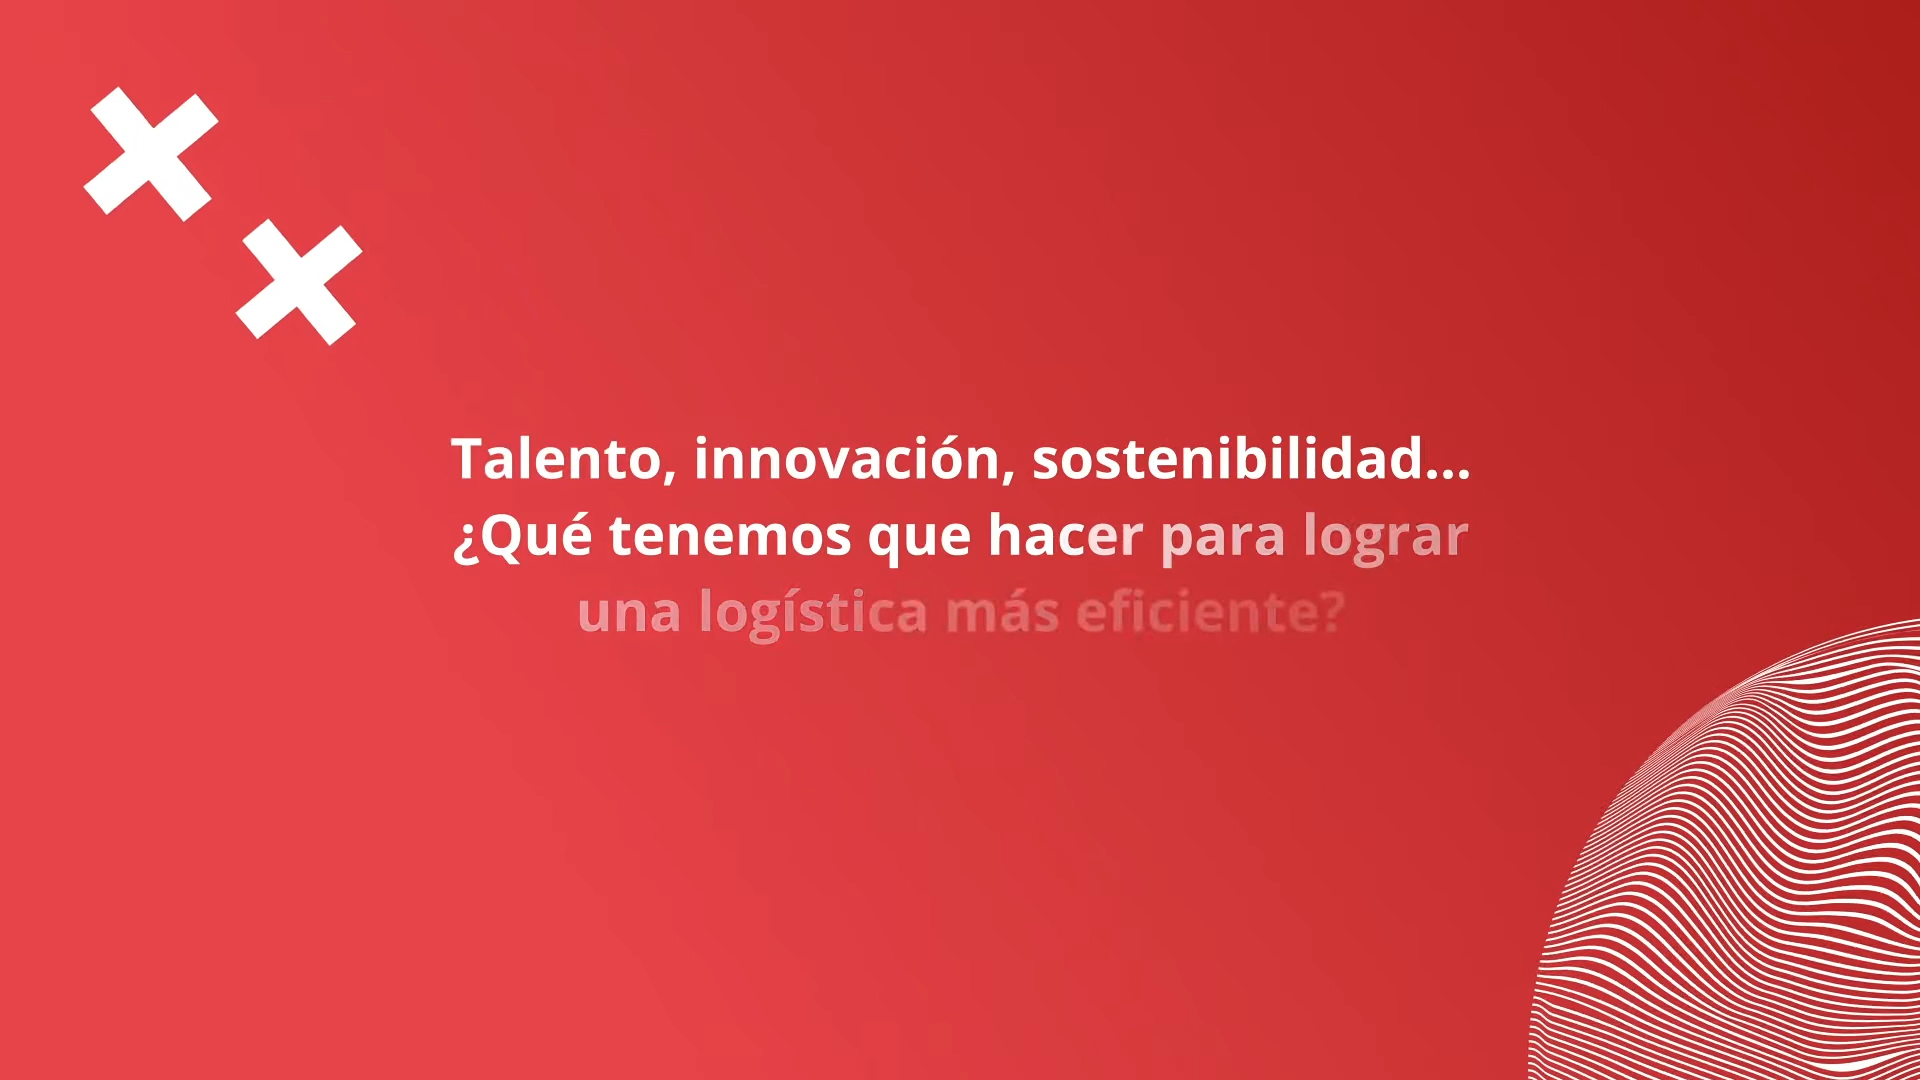 Talento, innovación, sostenibilidad...
¿Qué tenemos que hacer para lograr
una logística más eficiente?